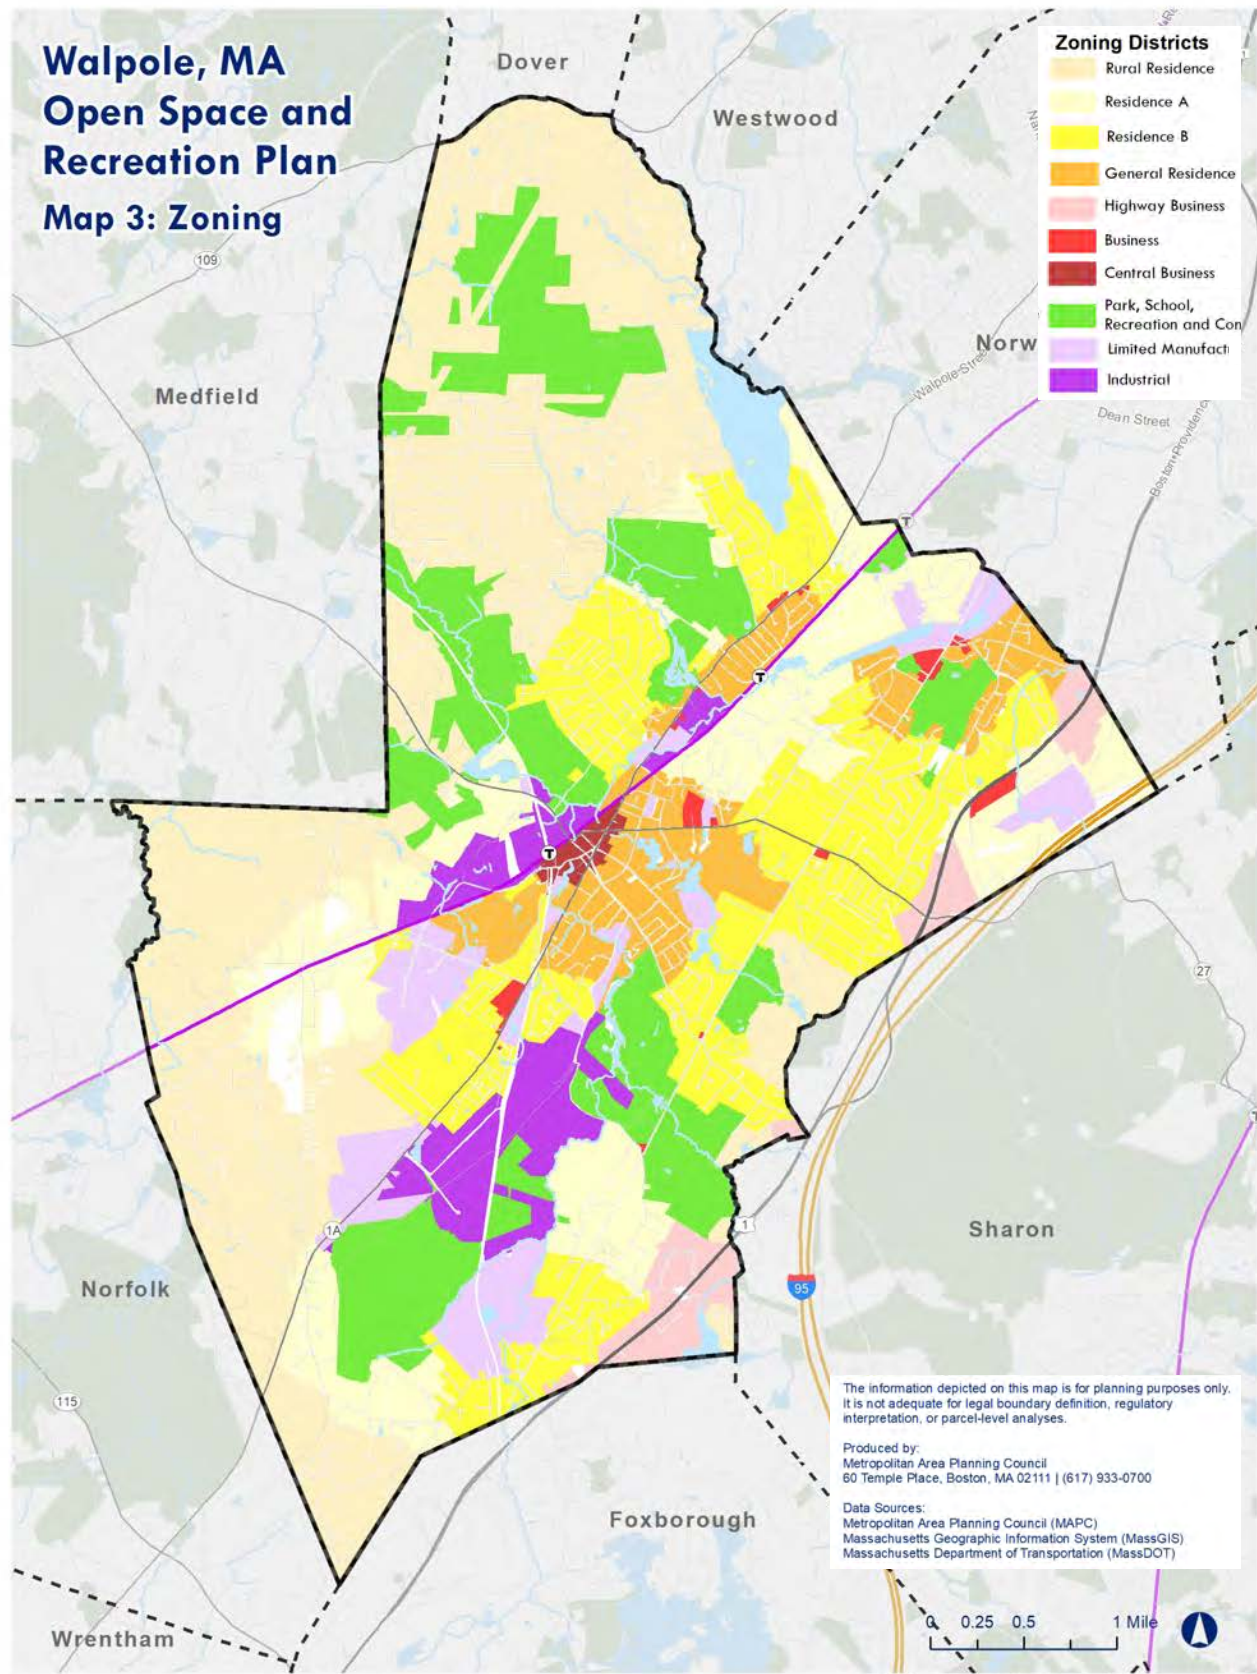 Walpole, MA
Open Space and
Recreation Plan
Map 3: Zoning
Dover
Westwood
Zoning Districts
Rural Residence
Residence A
Residence B
General Residence
Highway Business
Business
Central Business
Park, School,
Recreation and Con
Limited Manufacti
Industrial
1
109
Medfield
Norw
Walpole Street
Dean Street
Boston-Providence
T
T
T
27
T
1A
1
Sharon
95
Norfolk
115
Foxborough
Wrentham
The information depicted on this map is for planning purposes only.
It is not adequate for legal boundary definition, regulatory
interpretation, or parcel-level analyses.
Produced by:
Metropolitan Area Planning Council
60 Temple Place, Boston, MA 02111 | (617) 933-0700
Data Sources:
Metropolitan Area Planning Council (MAPC)
Massachusetts Geographic Information System (MassGIS)
Massachusetts Department of Transportation (MassDOT)
0 0.25 0.5 1 Mile